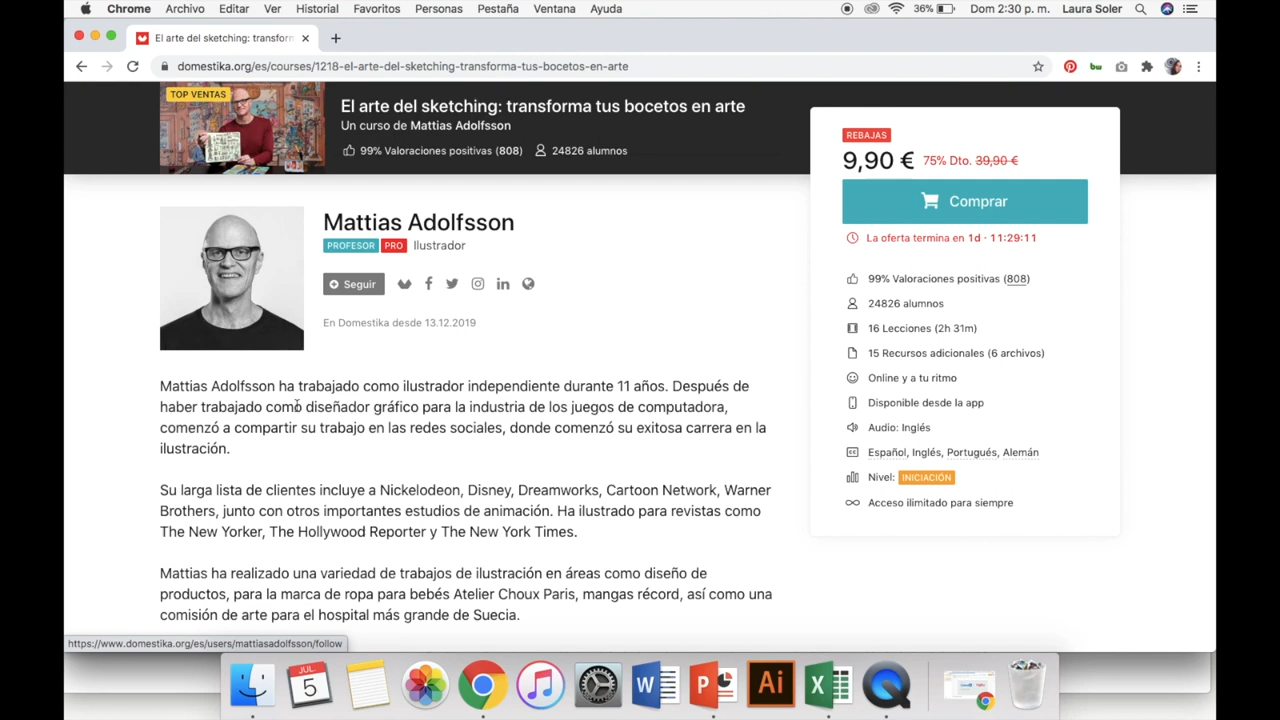 Chrome Archivo Editar Ver Historial Favoritos Personas Pestaña Ventana Ayuda 36% Dom 2:30 p. m. Laura Soler
El arte del sketching: transform
domestika.org/es/courses/1218-el-arte-del-sketching-transforma-tus-bocetos-en-arte
TOP VENTAS
El arte del sketching: transforma tus bocetos en arte
Un curso de Mattias Adolfsson
99% Valoraciones positivas (808) 24826 alumnos
REBAJAS
9,90 € 75% Dto. 39,90 €
Comprar
La oferta termina en 1d · 11:29:11
99% Valoraciones positivas (808)
24826 alumnos
16 Lecciones (2h 31m)
15 Recursos adicionales (6 archivos)
Online y a tu ritmo
Disponible desde la app
Audio: Inglés
Español, Inglés, Portugués, Alemán
Nivel: INICIACIÓN
Acceso ilimitado para siempre
Mattias Adolfsson
PROFESOR PRO Ilustrador
Seguir
En Domestika desde 13.12.2019
Mattias Adolfsson ha trabajado como ilustrador independiente durante 11 años. Después de
haber trabajado como diseñador gráfico para la industria de los juegos de computadora,
comenzó a compartir su trabajo en las redes sociales, donde comenzó su exitosa carrera en la
ilustración.
Su larga lista de clientes incluye a Nickelodeon, Disney, Dreamworks, Cartoon Network, Warner
Brothers, junto con otros importantes estudios de animación. Ha ilustrado para revistas como
The New Yorker, The Hollywood Reporter y The New York Times.
Mattias ha realizado una variedad de trabajos de ilustración en áreas como diseño de
productos, para la marca de ropa para bebés Atelier Choux Paris, mangas récord, así como una
comisión de arte para el hospital más grande de Suecia.
https://www.domestika.org/es/users/mattiasadolfsson/follow
JUL
5
W
P
Ai
X